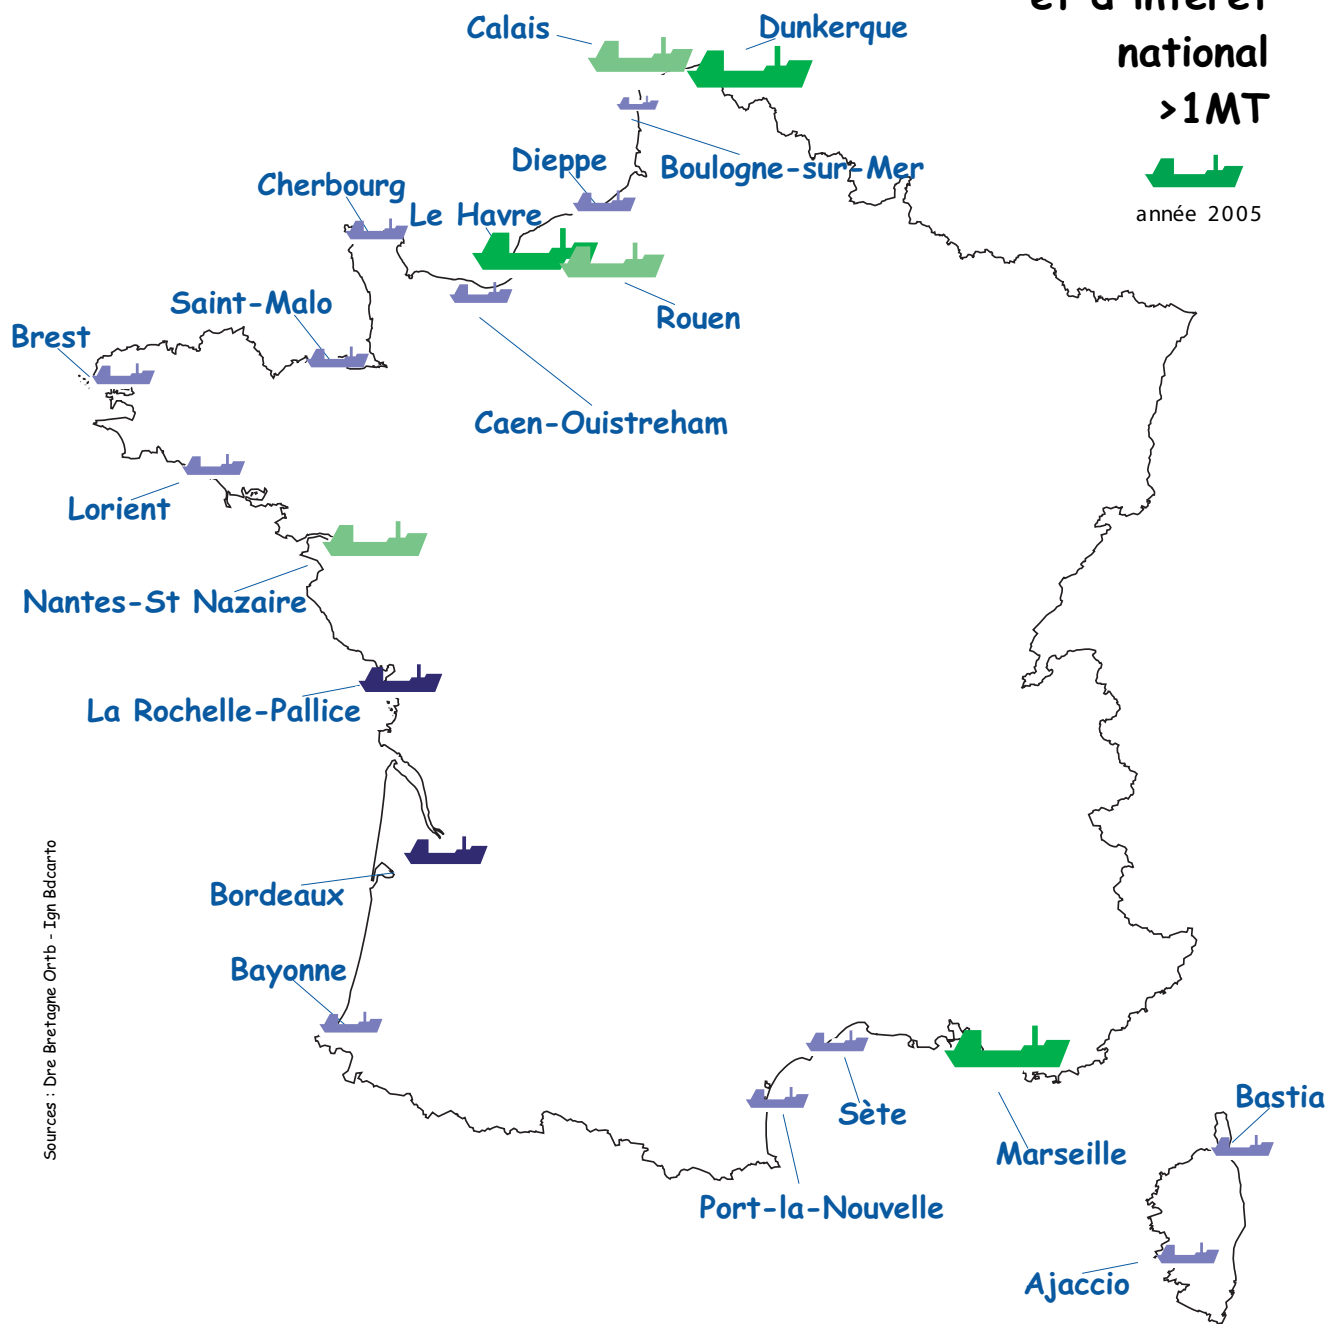 et d'intérêt
national
>1MT
année 2005
Calais
Dunkerque
Boulogne-sur-Mer
Dieppe
Cherbourg
Le Havre
Rouen
Saint-Malo
Brest
Caen-Ouistreham
Lorient
Nantes-St Nazaire
La Rochelle-Pallice
Bordeaux
Bayonne
Sète
Marseille
Port-la-Nouvelle
Bastia
Ajaccio
Sources : Dre Bretagne Ortb - Ign Bdcarto